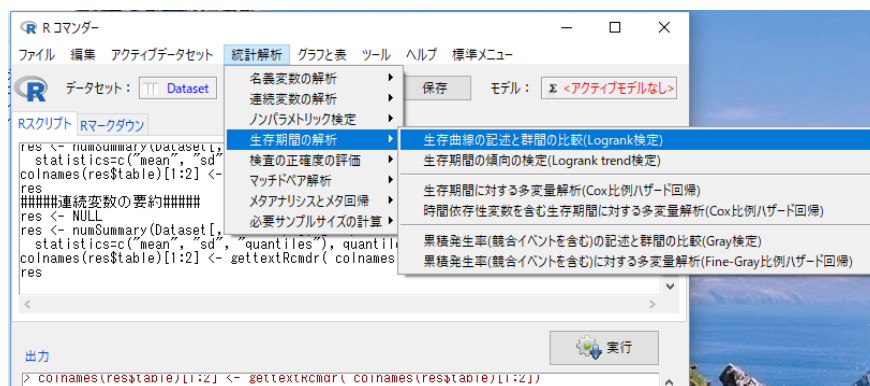 R コマンダー
ファイル 編集 アクティブデータセット 統計解析 グラフと表 ツール ヘルプ 標準メニュー
データセット: Dataset 保存 モデル: Σ <アクティブモデルなし>
名義変数の解析
連続変数の解析
ノンパラメトリック検定
生存期間の解析
検査の正確度の評価
マッチドペア解析
メタアナリシスとメタ回帰
必要サンプルサイズの計算
生存曲線の記述と群間の比較(Logrank検定)
生存期間の傾向の検定(Logrank trend検定)
生存期間に対する多変量解析(Cox比例ハザード回帰)
時間依存性変数を含む生存期間に対する多変量解析(Cox比例ハザード回帰)
累積発生率(競合イベントを含む)の記述と群間の比較(Gray検定)
累積発生率(競合イベントを含む)に対する多変量解析(Fine-Gray比例ハザード回帰)
Rスクリプト Rマークダウン
res <- numSummary(Dataset[,
statistics=c("mean", "sd"
colnames(res$table)[1:2] <-
res
#####連続変数の要約#####
res <- NULL
res <- numSummary(Dataset[,
statistics=c("mean", "sd", "quantiles"), quantil
colnames(res$table)[1:2] <- gettextRcmdr( colnames
res
実行
出力
> colnames(res$table)[1:2] <- gettextRcmdr( colnames(res$table)[1:2])